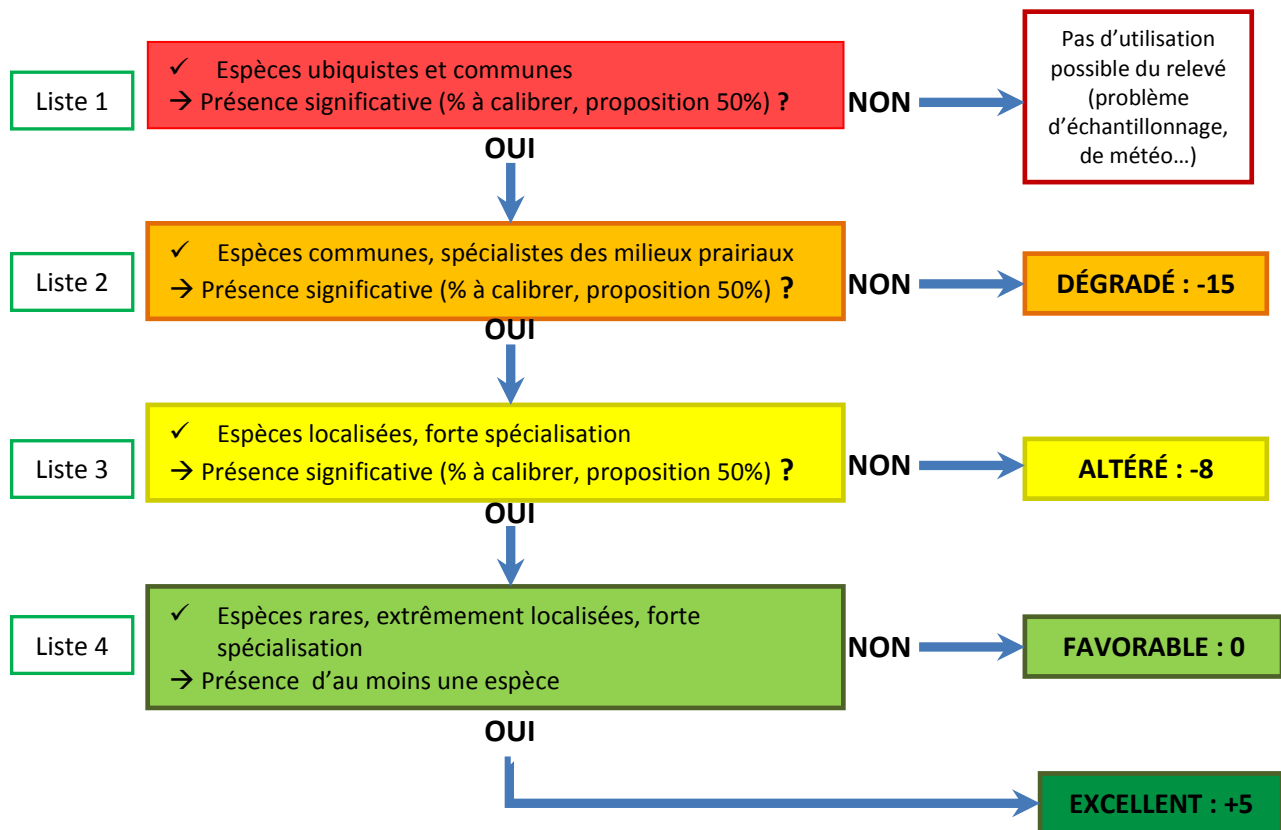 Liste 1
✓ Espèces ubiquistes et communes
→ Présence significative (% à calibrer, proposition 50%) ?
NON
Pas d’utilisation
possible du relevé
(problème
d’échantillonnage,
de météo…)
OUI
Liste 2
✓ Espèces communes, spécialistes des milieux prairiaux
→ Présence significative (% à calibrer, proposition 50%) ?
NON
DÉGRADÉ : -15
OUI
Liste 3
✓ Espèces localisées, forte spécialisation
→ Présence significative (% à calibrer, proposition 50%) ?
NON
ALTÉRÉ : -8
OUI
Liste 4
✓ Espèces rares, extrêmement localisées, forte
spécialisation
→ Présence d’au moins une espèce
NON
FAVORABLE : 0
OUI
EXCELLENT : +5